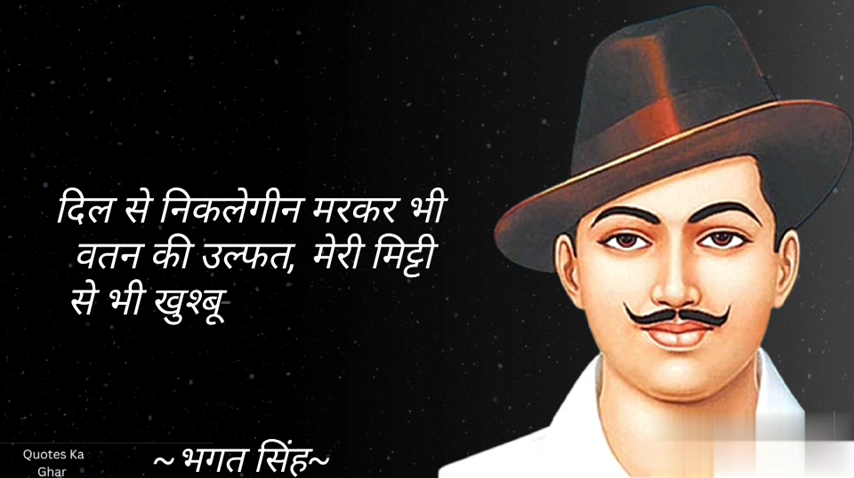 दिल से निकलेगीन मरकर भी
वतन की उल्फत, मेरी मिट्टी
से भी खुश्बू
~ भगत सिंह~
Quotes Ka
Ghar